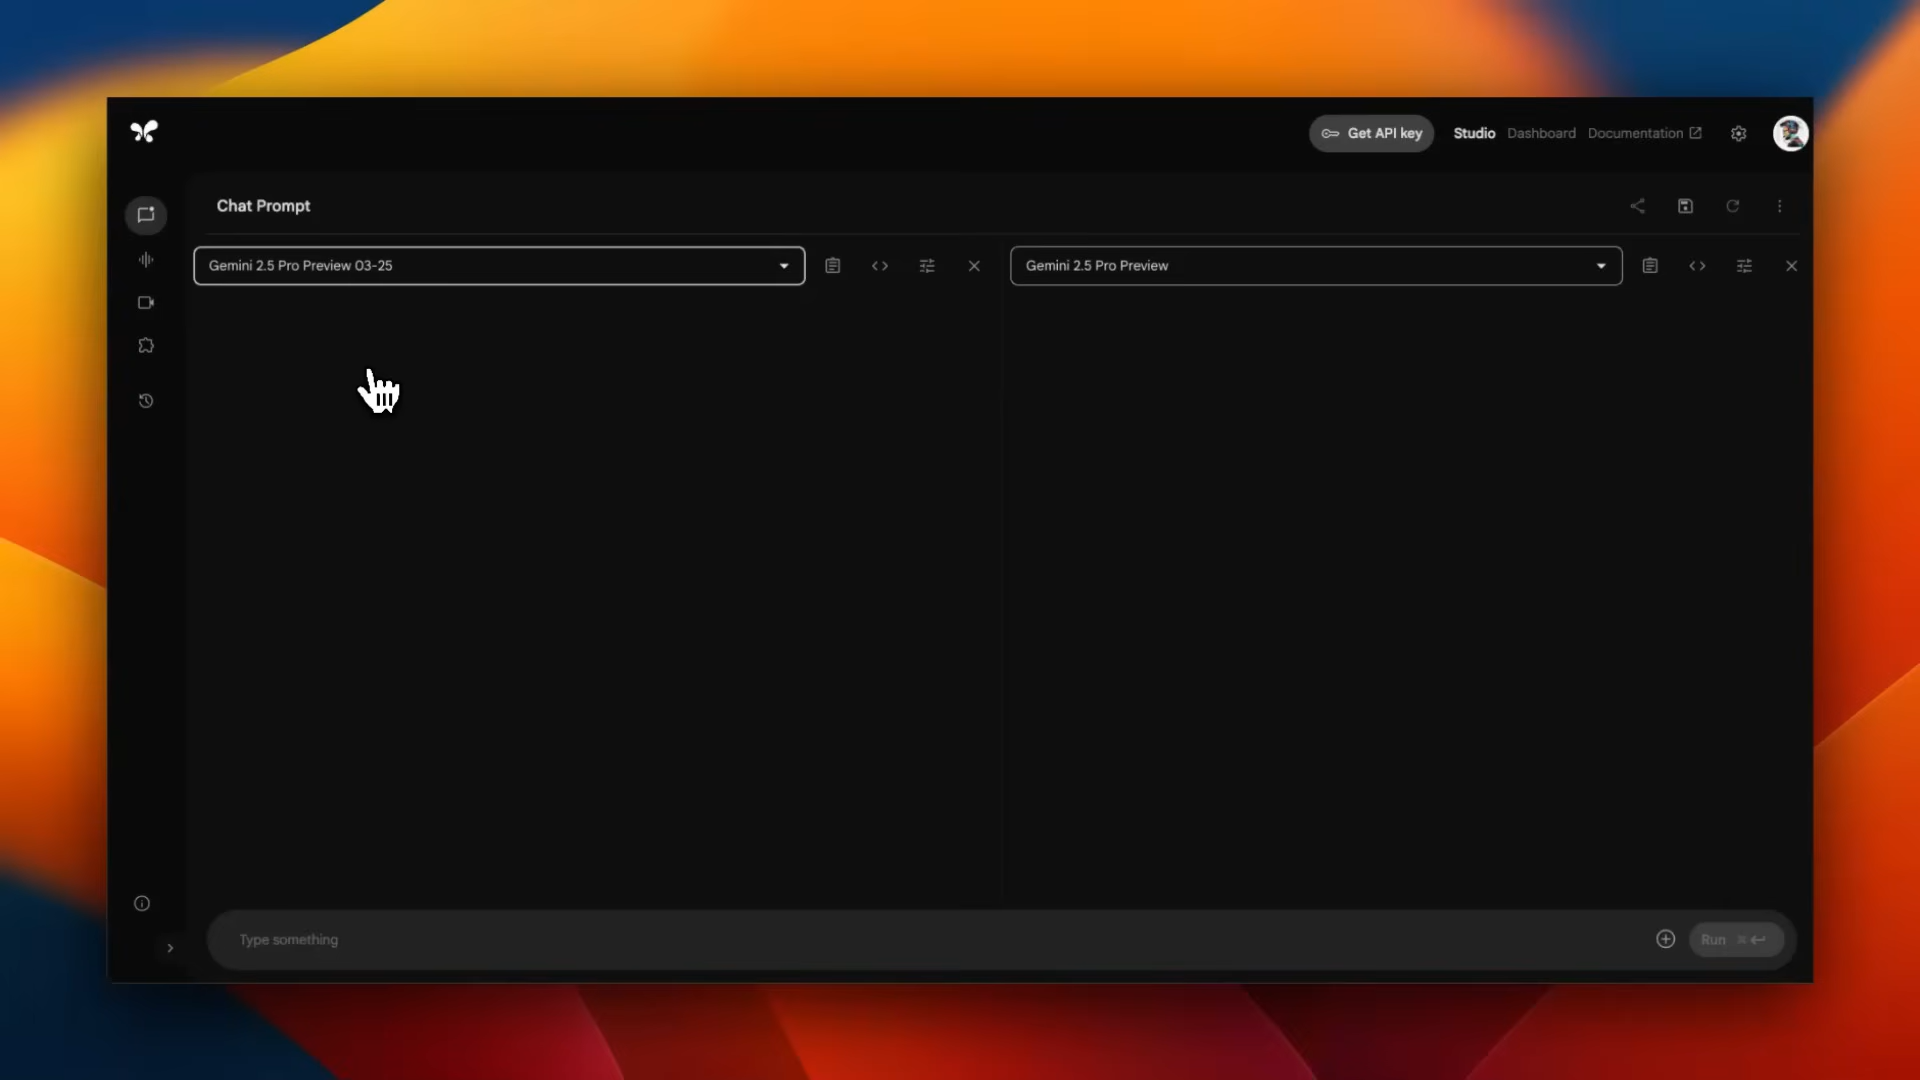 Get API key
Studio
Dashboard
Documentation
Chat Prompt
Gemini 2.5 Pro Preview 03-25
Gemini 2.5 Pro Preview
Type something
Run